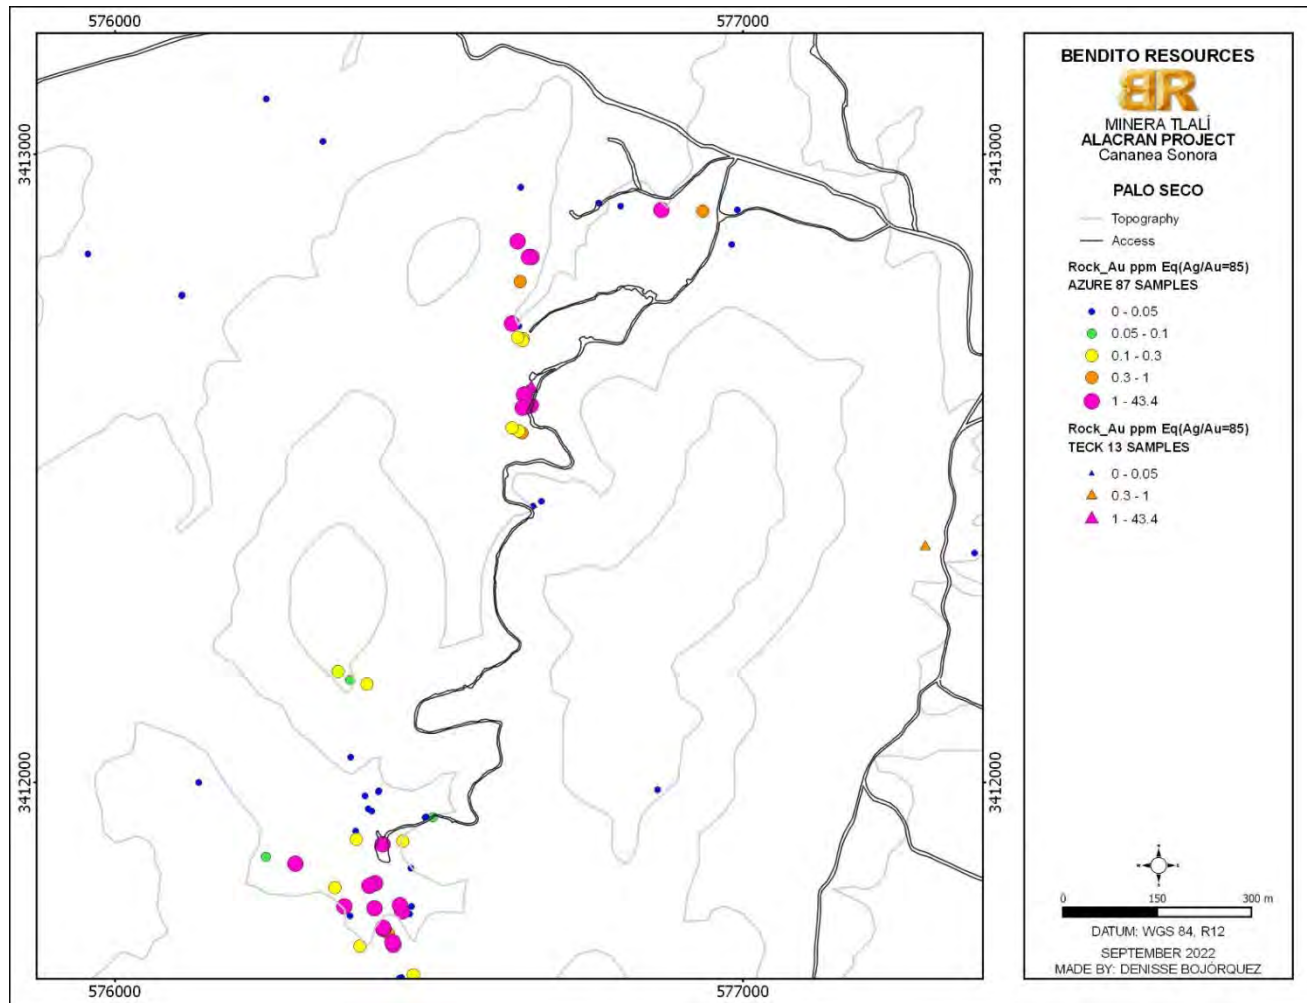 576000
577000
3413000
3413000
3412000
3412000
576000
577000
BENDITO RESOURCES
BR
MINERA TLALÍ
ALACRAN PROJECT
Cananea Sonora
PALO SECO
Topography
Access
Rock_Au ppm Eq(Ag/Au=85)
AZURE 87 SAMPLES
0 - 0.05
0.05 - 0.1
0.1 - 0.3
0.3 - 1
1 - 43.4
Rock_Au ppm Eq(Ag/Au=85)
TECK 13 SAMPLES
0 - 0.05
0.3 - 1
1 - 43.4
0 150 300 m
DATUM: WGS 84, R12
SEPTEMBER 2022
MADE BY: DENISSE BOJÓRQUEZ